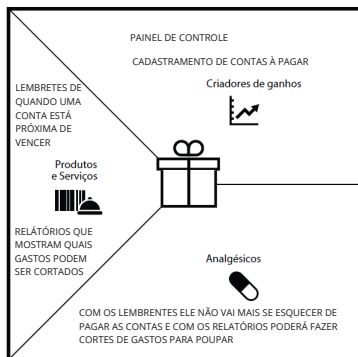 PAINEL DE CONTROLE
CADASTRAMENTO DE CONTAS À PAGAR
Criadores de ganhos
LEMBRETES DE
QUANDO UMA
CONTA ESTÁ
PRÓXIMA DE
VENCER
Produtos
e Serviços
RELÁTÓRIOS QUE
MOSTRAM QUAIS
GASTOS PODEM
SER CORTADOS
Analgésicos
COM OS LEMBRENTES ELE NÃO VAI MAIS SE ESQUECER DE
PAGAR AS CONTAS E COM OS RELATÓRIOS PODERÁ FAZER
CORTES DE GASTOS PARA POUPAR